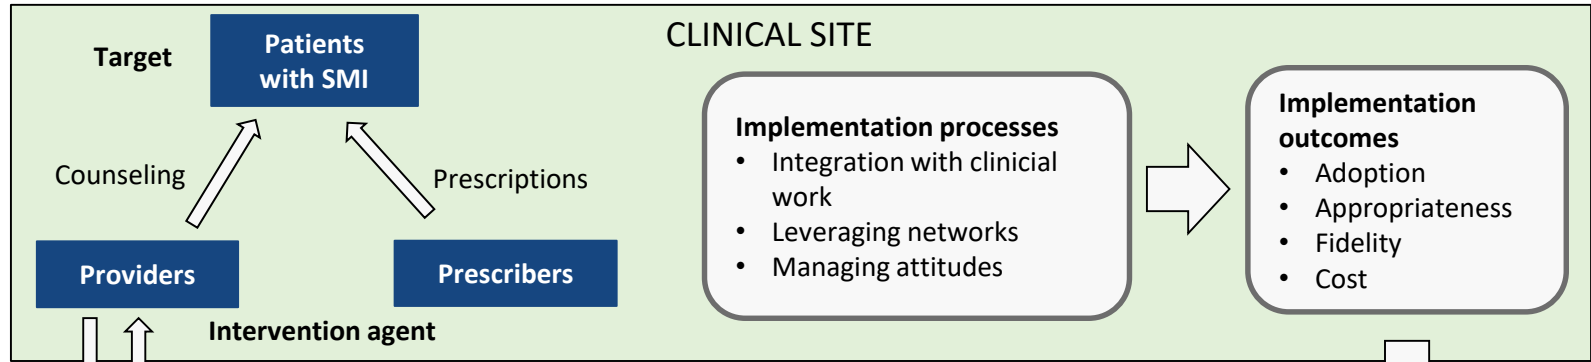 CLINICAL SITE
Target
Patients
with SMI
Counseling
Prescriptions
Providers
Prescribers
Intervention agent
Implementation processes
• Integration with clinicial
work
• Leveraging networks
• Managing attitudes
Implementation
outcomes
• Adoption
• Appropriateness
• Fidelity
• Cost